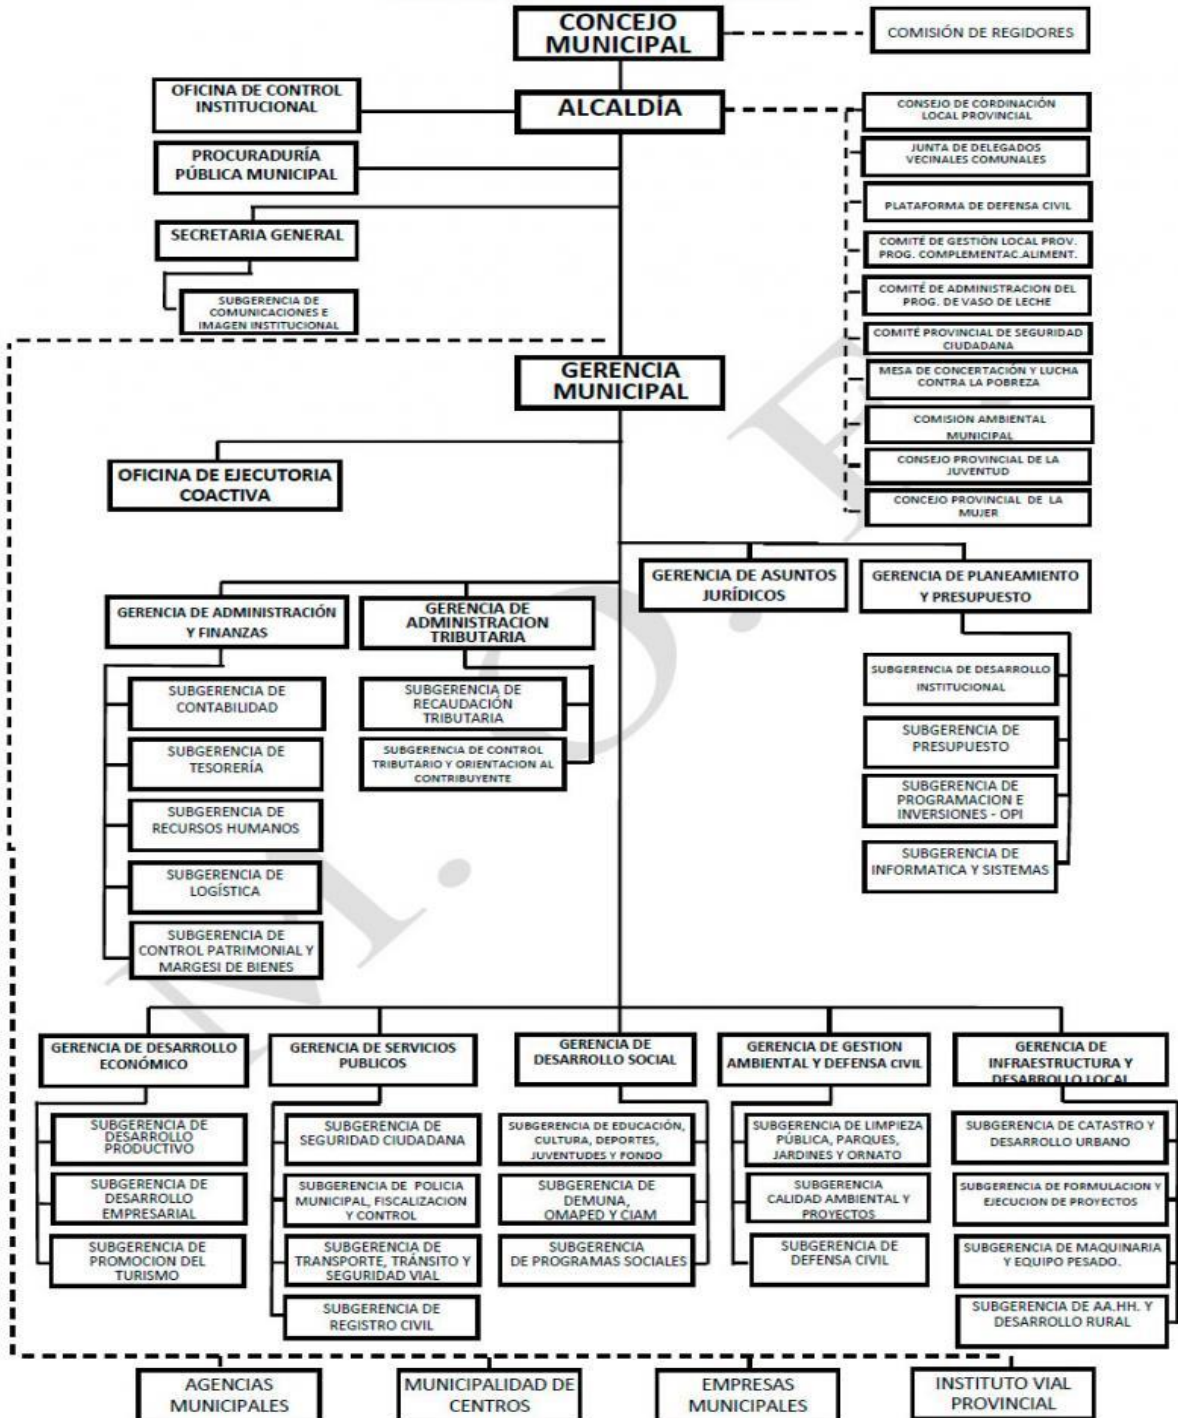 CONCEJO
MUNICIPAL
COMISIÓN DE REGIDORES
OFICINA DE CONTROL
INSTITUCIONAL
ALCALDÍA
CONSEJO DE CORDINACIÓN
LOCAL PROVINCIAL
PROCURADURÍA
PÚBLICA MUNICIPAL
JUNTA DE DELEGADOS
VECINALES COMUNALES
PLATAFORMA DE DEFENSA CIVIL
SECRETARIA GENERAL
COMITÉ DE GESTIÓN LOCAL PROV.
PROG. COMPLEMENTAC.ALIMENT.
SUBGERENCIA DE
COMUNICACIONES E
IMAGEN INSTITUCIONAL
COMITÉ DE ADMINISTRACION DEL
PROG. DE VASO DE LECHE
COMITÉ PROVINCIAL DE SEGURIDAD
CIUDADANA
GERENCIA
MUNICIPAL
MESA DE CONCERTACIÓN Y LUCHA
CONTRA LA POBREZA
COMISION AMBIENTAL
MUNICIPAL
CONSEJO PROVINCIAL DE LA
JUVENTUD
CONCEJO PROVINCIAL DE LA
MUJER
OFICINA DE EJECUTORIA
COACTIVA
GERENCIA DE ASUNTOS
JURÍDICOS
GERENCIA DE PLANEAMIENTO
Y PRESUPUESTO
GERENCIA DE ADMINISTRACIÓN
Y FINANZAS
GERENCIA DE
ADMINISTRACION
TRIBUTARIA
SUBGERENCIA DE DESARROLLO
INSTITUCIONAL
SUBGERENCIA DE
PRESUPUESTO
SUBGERENCIA DE
PROGRAMACION E
INVERSIONES - OPI
SUBGERENCIA DE
INFORMATICA Y SISTEMAS
SUBGERENCIA DE
CONTABILIDAD
SUBGERENCIA DE
TESORERÍA
SUBGERENCIA DE
RECURSOS HUMANOS
SUBGERENCIA DE
LOGÍSTICA
SUBGERENCIA DE
CONTROL PATRIMONIAL Y
MARGESI DE BIENES
SUBGERENCIA DE
RECAUDACIÓN
TRIBUTARIA
SUBGERENCIA DE CONTROL
TRIBUTARIO Y ORIENTACION AL
CONTRIBUYENTE
GERENCIA DE DESARROLLO
ECONÓMICO
SUBGERENCIA DE
DESARROLLO
PRODUCTIVO
SUBGERENCIA DE
DESARROLLO
EMPRESARIAL
SUBGERENCIA DE
PROMOCION DEL
TURISMO
GERENCIA DE SERVICIOS
PUBLICOS
SUBGERENCIA DE
SEGURIDAD CIUDADANA
SUBGERENCIA DE POLICIA
MUNICIPAL, FISCALIZACION
Y CONTROL
SUBGERENCIA DE
TRANSPORTE, TRÁNSITO Y
SEGURIDAD VIAL
SUBGERENCIA DE
REGISTRO CIVIL
GERENCIA DE
DESARROLLO SOCIAL
SUBGERENCIA DE EDUCACIÓN,
CULTURA, DEPORTES,
JUVENTUDES Y FONDO
SUBGERENCIA DE
DEMUNA,
OMAPED Y CIAM
SUBGERENCIA
DE PROGRAMAS SOCIALES
GERENCIA DE GESTION
AMBIENTAL Y DEFENSA CIVIL
SUBGERENCIA DE LIMPIEZA
PÚBLICA, PARQUES,
JARDINES Y ORNATO
SUBGERENCIA
CALIDAD AMBIENTAL Y
PROYECTOS
SUBGERENCIA DE
DEFENSA CIVIL
GERENCIA DE
INFRAESTRUCTURA Y
DESARROLLO LOCAL
SUBGERENCIA DE CATASTRO Y
DESARROLLO URBANO
SUBGERENCIA DE FORMULACION Y
EJECUCION DE PROYECTOS
SUBGERENCIA DE MAQUINARIA
Y EQUIPO PESADO.
SUBGERENCIA DE AA.HH. Y
DESARROLLO RURAL
AGENCIAS
MUNICIPALES
MUNICIPALIDAD DE
CENTROS
EMPRESAS
MUNICIPALES
INSTITUTO VIAL
PROVINCIAL
M.O.F